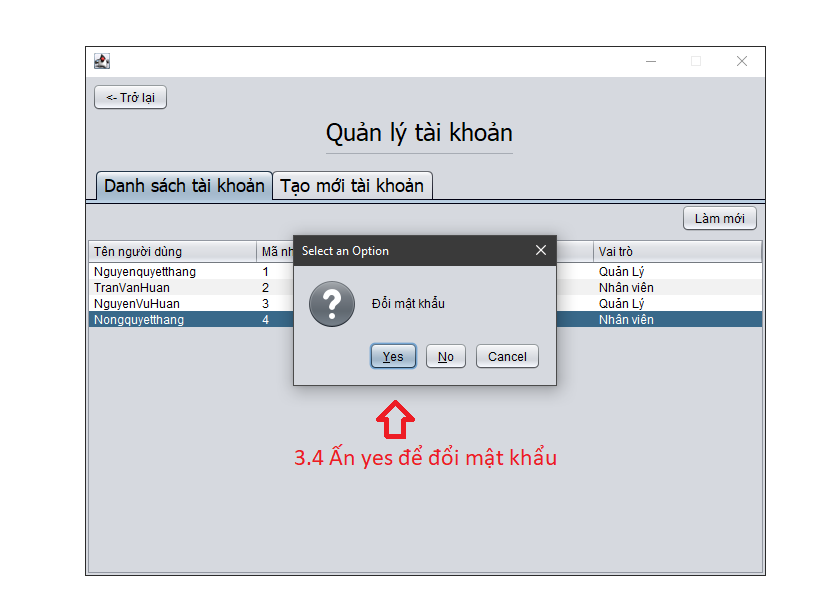 <- Trở lại
Quản lý tài khoản
Danh sách tài khoản Tạo mới tài khoản
Làm mới
Tên người dùng Mã nh Vai trò
Nguyenquyetthang 1 Quản Lý
TranVanHuan 2 Nhân viên
NguyenVuHuan 3 Quản Lý
Nongquyetthang 4 Nhân viên
Select an Option
Đổi mật khẩu
Yes No Cancel
3.4 Ấn yes để đổi mật khẩu